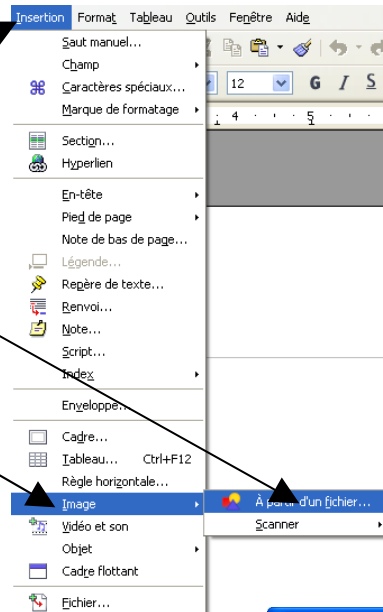 Insertion Format Tableau Outils Fenêtre Aide
Saut manuel...
Champ
12 G I S
Caractères spéciaux...
Marque de formatage
4 5
Section...
Hyperlien
En-tête
Pied de page
Note de bas de page...
Légende...
Repère de texte...
Renvoi...
Note...
Script...
Index
Enveloppe...
Cadre...
Tableau... Ctrl+F12
Règle horizontale...
Image À partir d'un fichier...
Vidéo et son Scanner
Objet
Cadre flottant
Fichier...